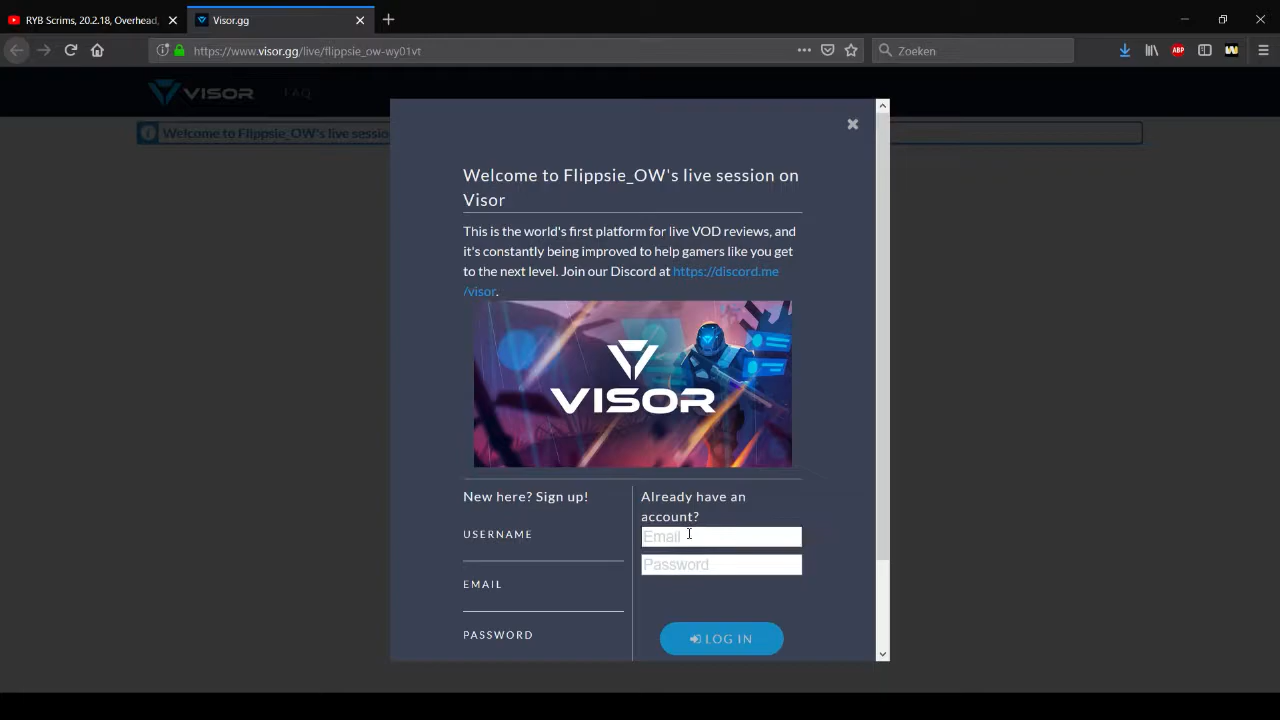 RYB Scrims, 20.2.18, Overhead,
Visor.gg
https://www.visor.gg/live/flippsie_ow-wy01vt
Zoeken
ABP
VISOR
FAQ
Welcome to Flippsie_OW's live sessio
Welcome to Flippsie_OW's live session on
Visor
This is the world's first platform for live VOD reviews, and
it's constantly being improved to help gamers like you get
to the next level. Join our Discord at https://discord.me
/visor.
VISOR
New here? Sign up!
USERNAME
EMAIL
PASSWORD
Already have an
account?
Email
Password
LOG IN